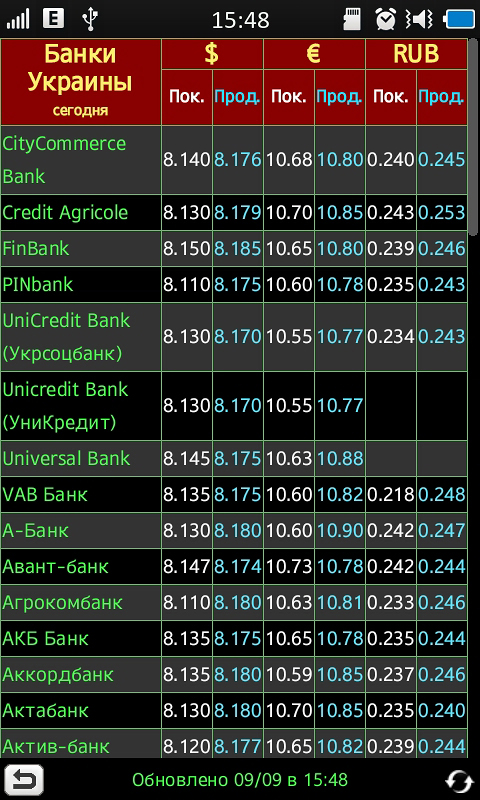 E 15:48
Банки Украины сегодня $ € RUB
Пок. Прод. Пок. Прод. Пок. Прод.
CityCommerce Bank 8.140 8.176 10.68 10.80 0.240 0.245
Credit Agricole 8.130 8.179 10.70 10.85 0.243 0.253
FinBank 8.150 8.185 10.65 10.80 0.239 0.246
PINbank 8.110 8.175 10.60 10.78 0.235 0.243
UniCredit Bank (Укрсоцбанк) 8.130 8.170 10.55 10.77 0.234 0.243
Unicredit Bank (УниКредит) 8.130 8.170 10.55 10.77
Universal Bank 8.145 8.175 10.63 10.88
VAB Банк 8.135 8.175 10.60 10.82 0.218 0.248
А-Банк 8.130 8.180 10.60 10.90 0.242 0.247
Авант-банк 8.147 8.174 10.73 10.78 0.242 0.244
Агрокомбанк 8.110 8.180 10.63 10.81 0.233 0.246
АКБ Банк 8.135 8.175 10.65 10.78 0.235 0.244
Аккордбанк 8.135 8.180 10.59 10.85 0.237 0.246
Актабанк 8.130 8.180 10.70 10.85 0.235 0.240
Актив-банк 8.120 8.177 10.65 10.82 0.239 0.244
Обновлено 09/09 в 15:48